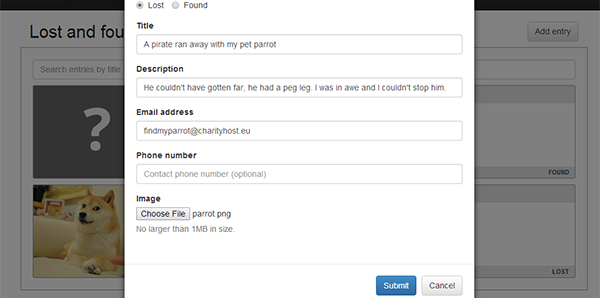 Lost Found
Lost and fou
Add entry
Title
A pirate ran away with my pet parrot
Search entries by title
Description
He couldn't have gotten far, he had a peg leg. I was in awe and I couldn't stop him.
?
Email address
findmyparrot@charityhost.eu
Phone number
Contact phone number (optional)
FOUND
Image
Choose File parrot png
No larger than 1MB in size.
LOST
Submit Cancel